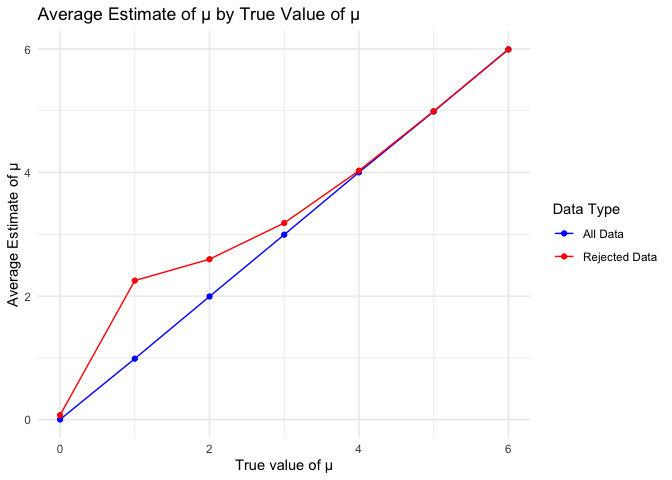 Average Estimate of μ by True Value of μ
Average Estimate of μ
6
4
2
0
0
2
4
6
True value of μ
Data Type
All Data
Rejected Data